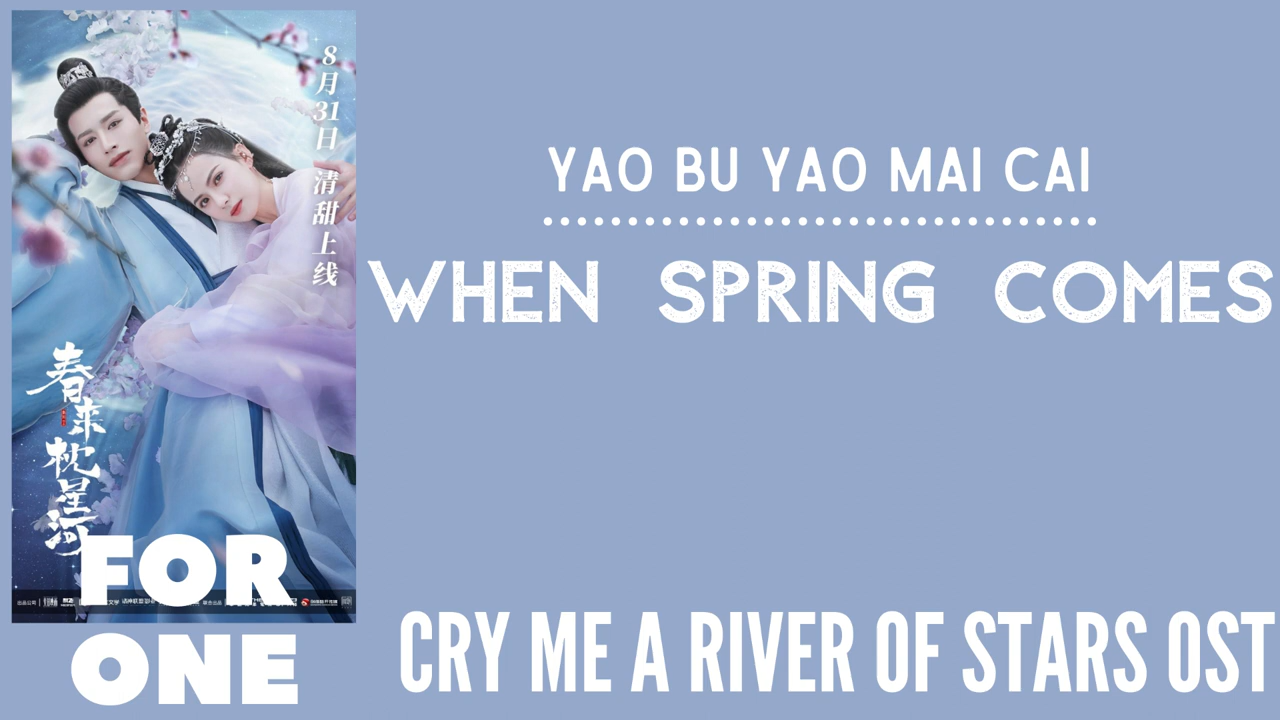 8月31日 清甜上线
春来枕星河
FOR
ONE
YAO BU YAO MAI CAI
WHEN SPRING COMES
CRY ME A RIVER OF STARS OST